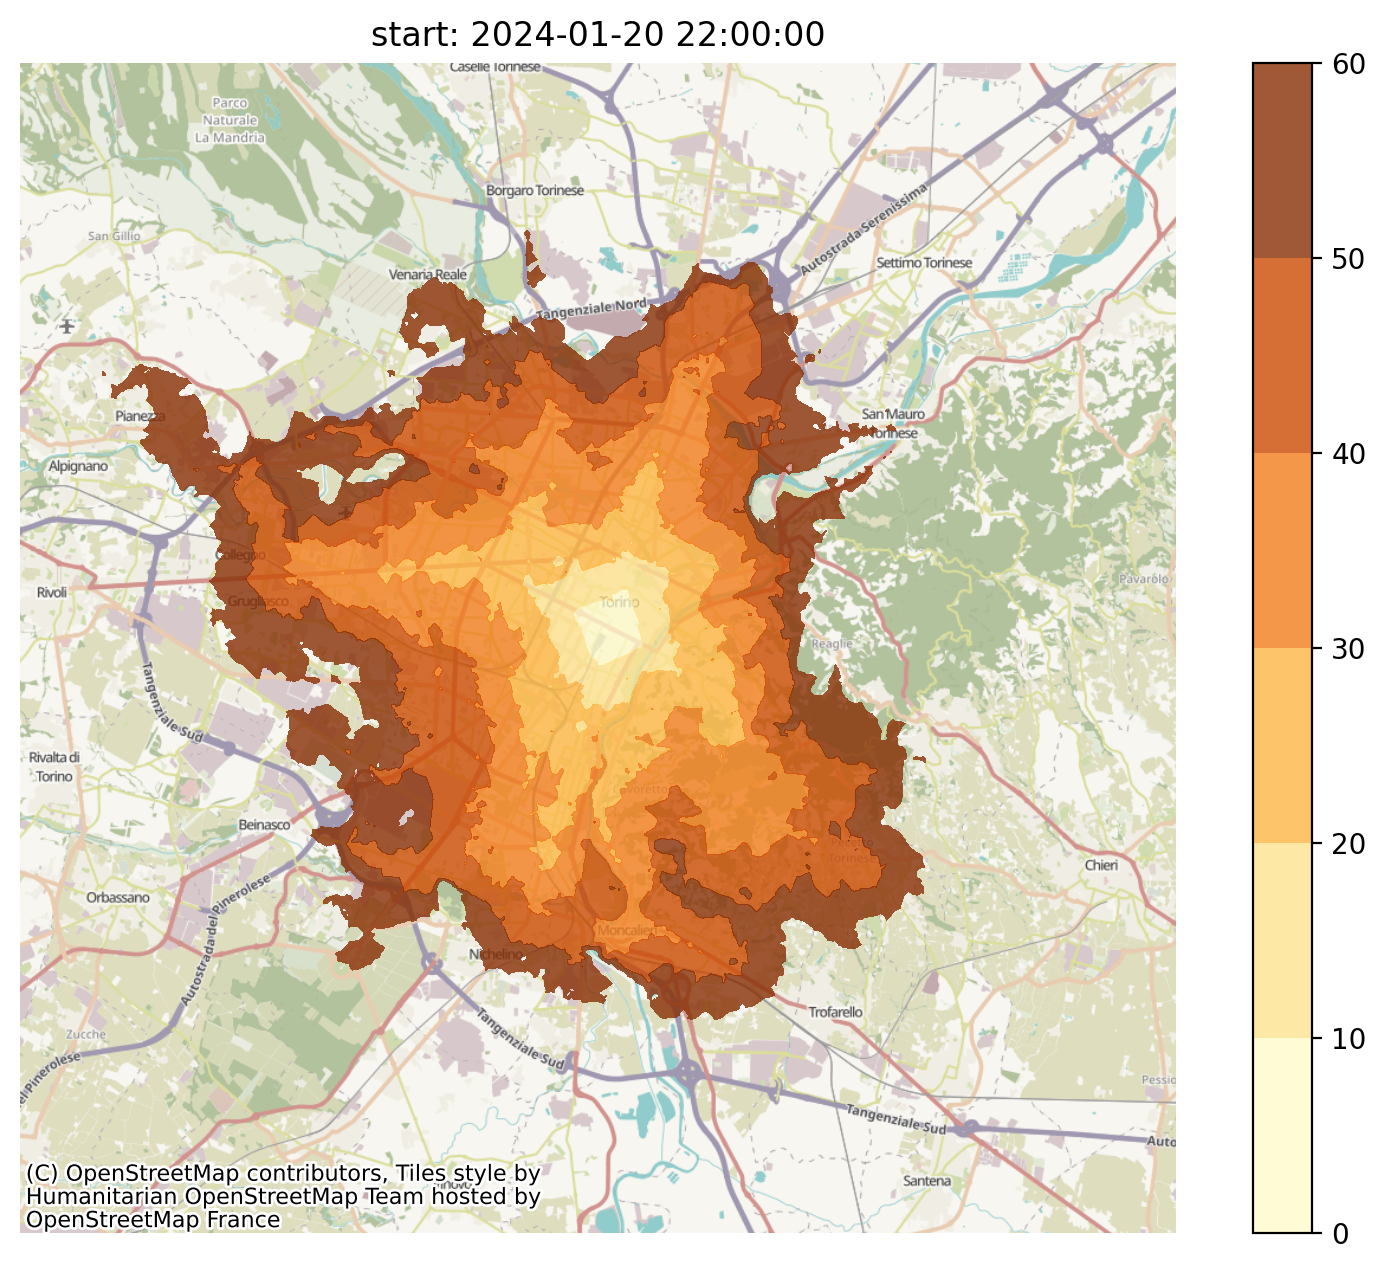 start: 2024-01-20 22:00:00
Caselle Torinese
Parco
Naturale
La Mandria
Borgaro Torinese
San Gillio
Autostrada Serenissima
Settimo Torinese
Venaria Reale
Tangenziale Nord
Pianezza
San Mauro
Torinese
Alpignano
Collegno
Pavarolo
Rivoli
Grugliasco
Torino
Reaglie
Tangenziale Sud
Rivalta di
Torino
Cavoretto
Beinasco
Torinese
Chieri
Orbassano
Autostrada del Pinerolese
Moncalieri
Nichelino
Trofarello
Zucche
Tangenziale Sud
del Pinerolese
Pessio
Tangenziale Sud
Auto
Santena
(C) OpenStreetMap contributors, Tiles style by
Humanitarian OpenStreetMap Team hosted by
OpenStreetMap France
60
50
40
30
20
10
0